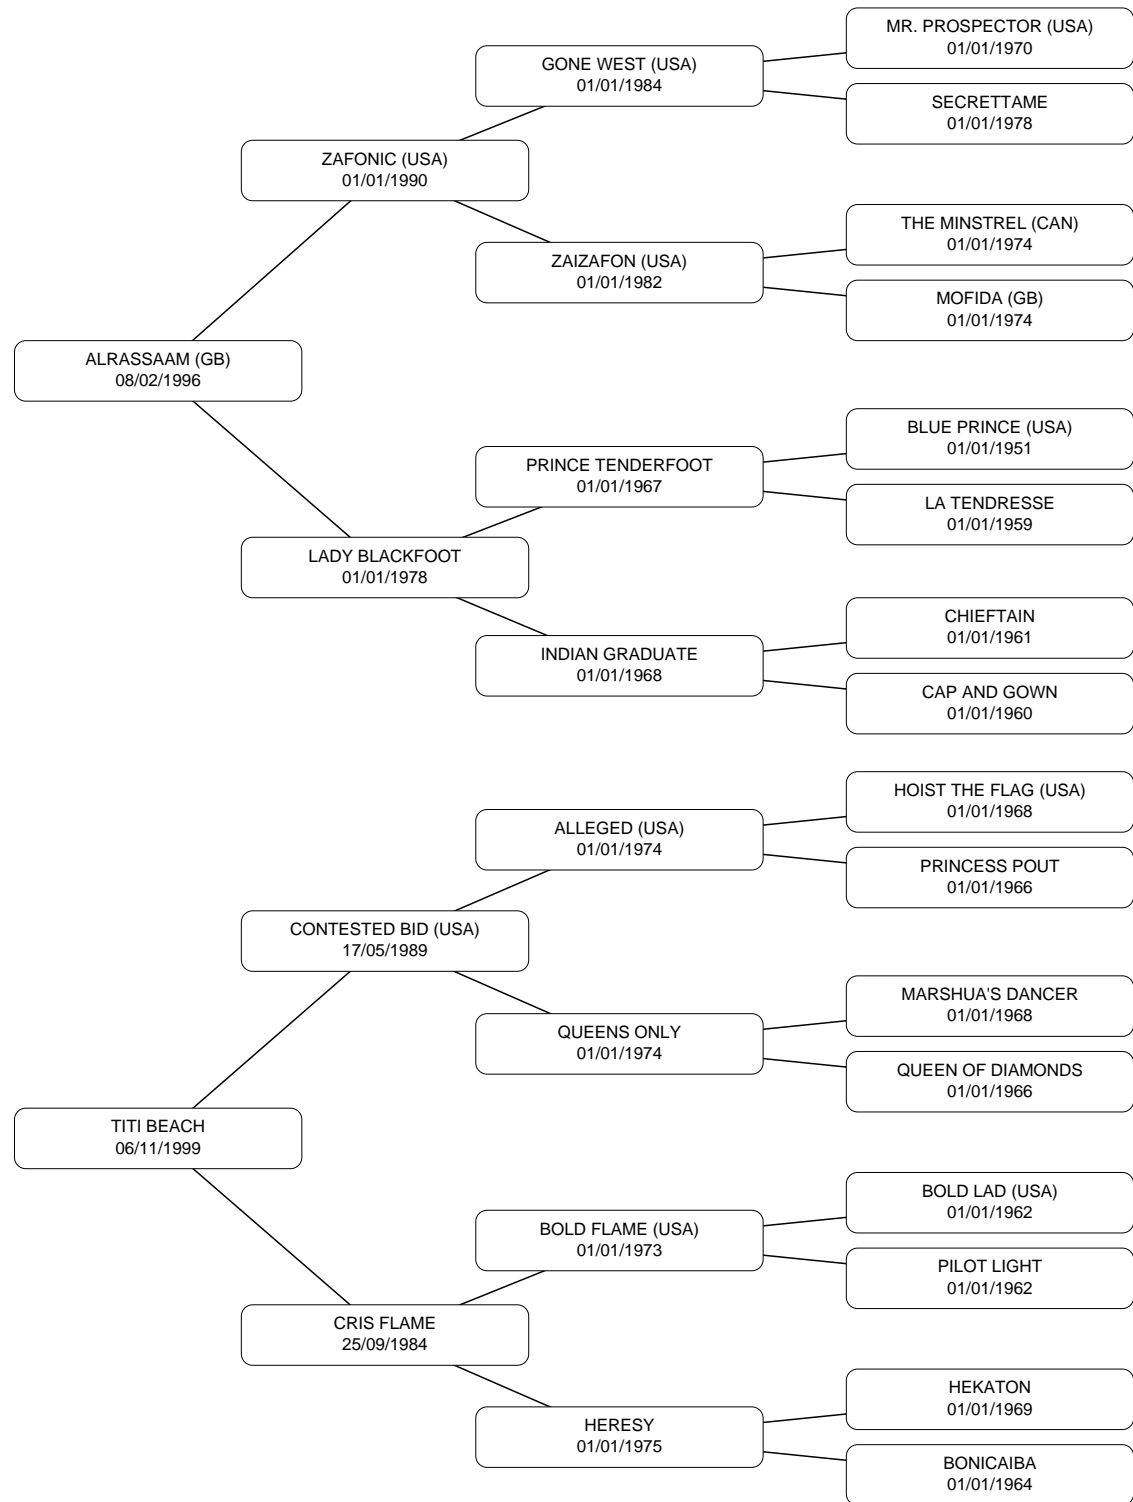 MR. PROSPECTOR (USA)
01/01/1970
GONE WEST (USA)
01/01/1984
SECRETTAME
01/01/1978
ZAFONIC (USA)
01/01/1990
THE MINSTREL (CAN)
01/01/1974
ZAIZAFON (USA)
01/01/1982
MOFIDA (GB)
01/01/1974
ALRASSAAM (GB)
08/02/1996
BLUE PRINCE (USA)
01/01/1951
PRINCE TENDERFOOT
01/01/1967
LA TENDRESSE
01/01/1959
LADY BLACKFOOT
01/01/1978
CHIEFTAIN
01/01/1961
INDIAN GRADUATE
01/01/1968
CAP AND GOWN
01/01/1960
HOIST THE FLAG (USA)
01/01/1968
ALLEGED (USA)
01/01/1974
PRINCESS POUT
01/01/1966
CONTESTED BID (USA)
17/05/1989
MARSHUA'S DANCER
01/01/1968
QUEENS ONLY
01/01/1974
QUEEN OF DIAMONDS
01/01/1966
TITI BEACH
06/11/1999
BOLD LAD (USA)
01/01/1962
BOLD FLAME (USA)
01/01/1973
PILOT LIGHT
01/01/1962
CRIS FLAME
25/09/1984
HEKATON
01/01/1969
HERESY
01/01/1975
BONICAIBA
01/01/1964